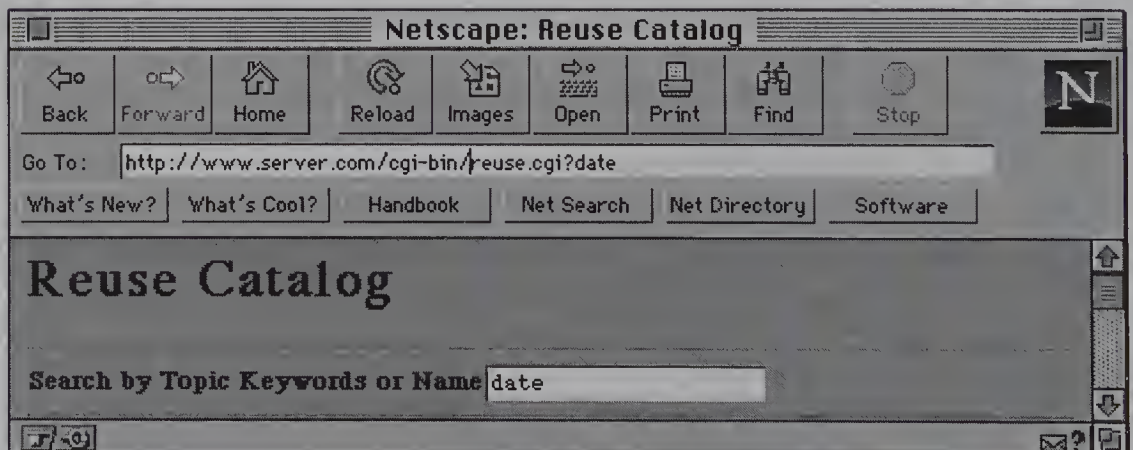 Netscape: Reuse Catalog
Back Forward Home Reload Images Open Print Find Stop N
Go To: http://www.server.com/cgi-bin/reuse.cgi?date
What's New? What's Cool? Handbook Net Search Net Directory Software
Reuse Catalog
Search by Topic Keywords or Name date
?